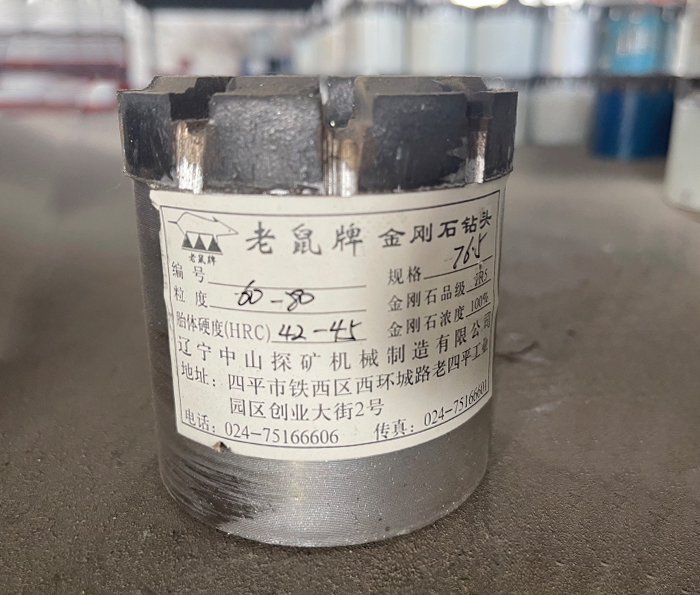 老鼠牌 金刚石钻头
老鼠牌
编号 规格 76.5
粒度 60-80 金刚石品级 JR5
胎体硬度(HRC) 42-45 金刚石浓度 100%
辽宁中山探矿机械制造有限公司
地址：四平市铁西区西环城路老四平工业
园区创业大街2号
电话：024-75166606 传真：024-75166601